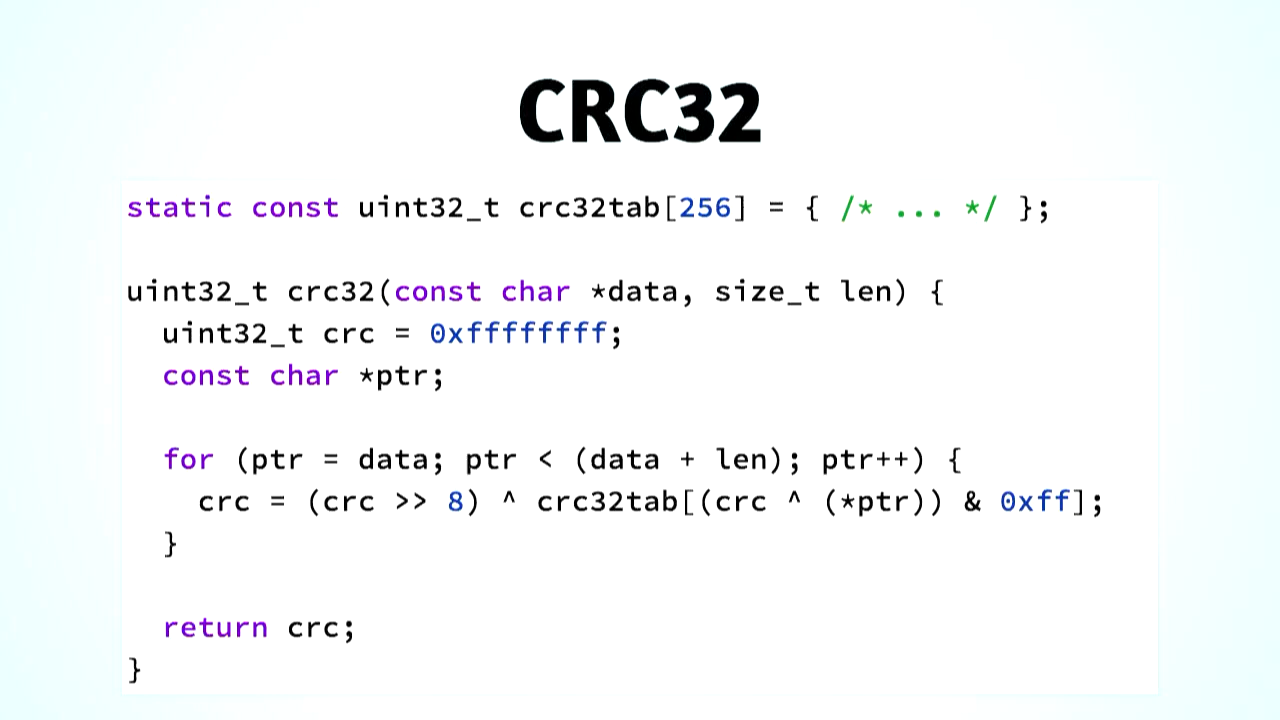 CRC32
static const uint32_t crc32tab[256] = { /* ... */ };
uint32_t crc32(const char *data, size_t len) {
uint32_t crc = 0xffffffff;
const char *ptr;
for (ptr = data; ptr < (data + len); ptr++) {
crc = (crc >> 8) ^ crc32tab[(crc ^ (*ptr)) & 0xff];
}
return crc;
}